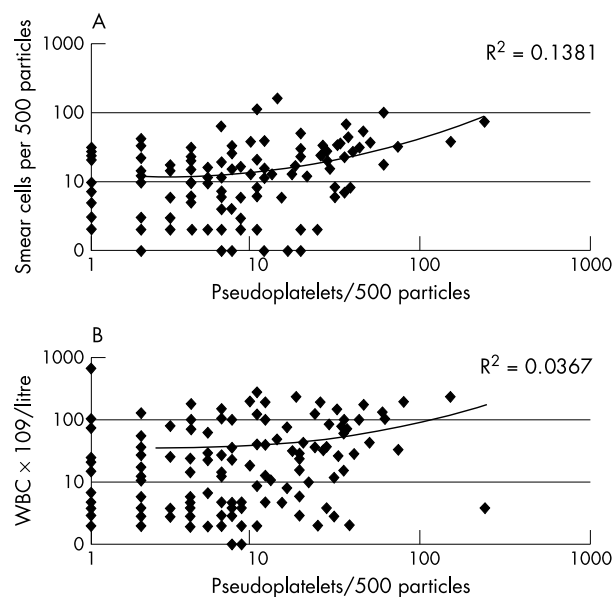 A
R² = 0.1381
Smear cells per 500 particles
1000
100
10
0
1
10
100
1000
Pseudoplatelets/500 particles
B
R² = 0.0367
WBC × 109/litre
1000
100
10
0
1
10
100
1000
Pseudoplatelets/500 particles